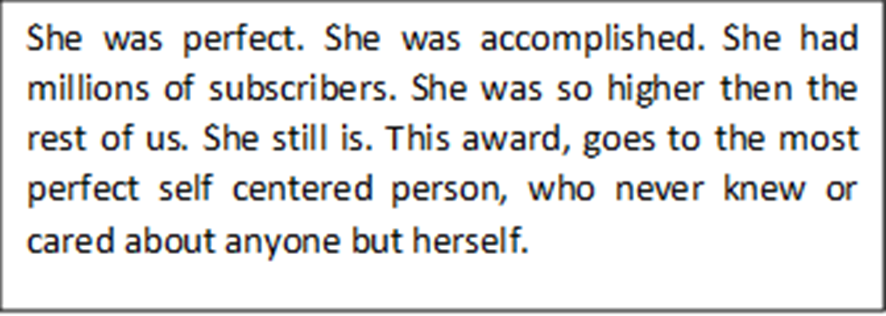 She was perfect. She was accomplished. She had
millions of subscribers. She was so higher then the
rest of us. She still is. This award, goes to the most
perfect self centered person, who never knew or
cared about anyone but herself.